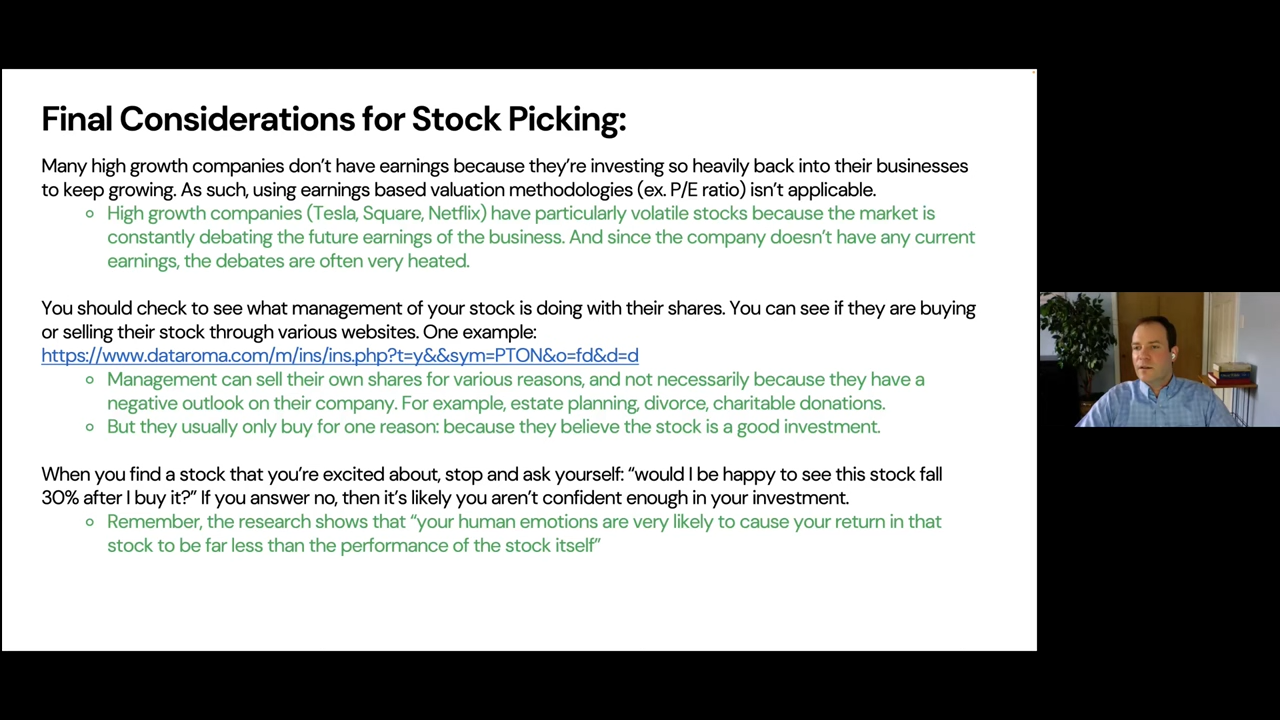 Final Considerations for Stock Picking:
Many high growth companies don't have earnings because they're investing so heavily back into their businesses
to keep growing. As such, using earnings based valuation methodologies (ex. P/E ratio) isn't applicable.
◦ High growth companies (Tesla, Square, Netflix) have particularly volatile stocks because the market is
constantly debating the future earnings of the business. And since the company doesn't have any current
earnings, the debates are often very heated.
You should check to see what management of your stock is doing with their shares. You can see if they are buying
or selling their stock through various websites. One example:
https://www.dataroma.com/m/ins/ins.php?t=y&&sym=PTON&o=fd&d=d
◦ Management can sell their own shares for various reasons, and not necessarily because they have a
negative outlook on their company. For example, estate planning, divorce, charitable donations.
◦ But they usually only buy for one reason: because they believe the stock is a good investment.
When you find a stock that you're excited about, stop and ask yourself: “would I be happy to see this stock fall
30% after I buy it?” If you answer no, then it's likely you aren't confident enough in your investment.
◦ Remember, the research shows that “your human emotions are very likely to cause your return in that
stock to be far less than the performance of the stock itself”